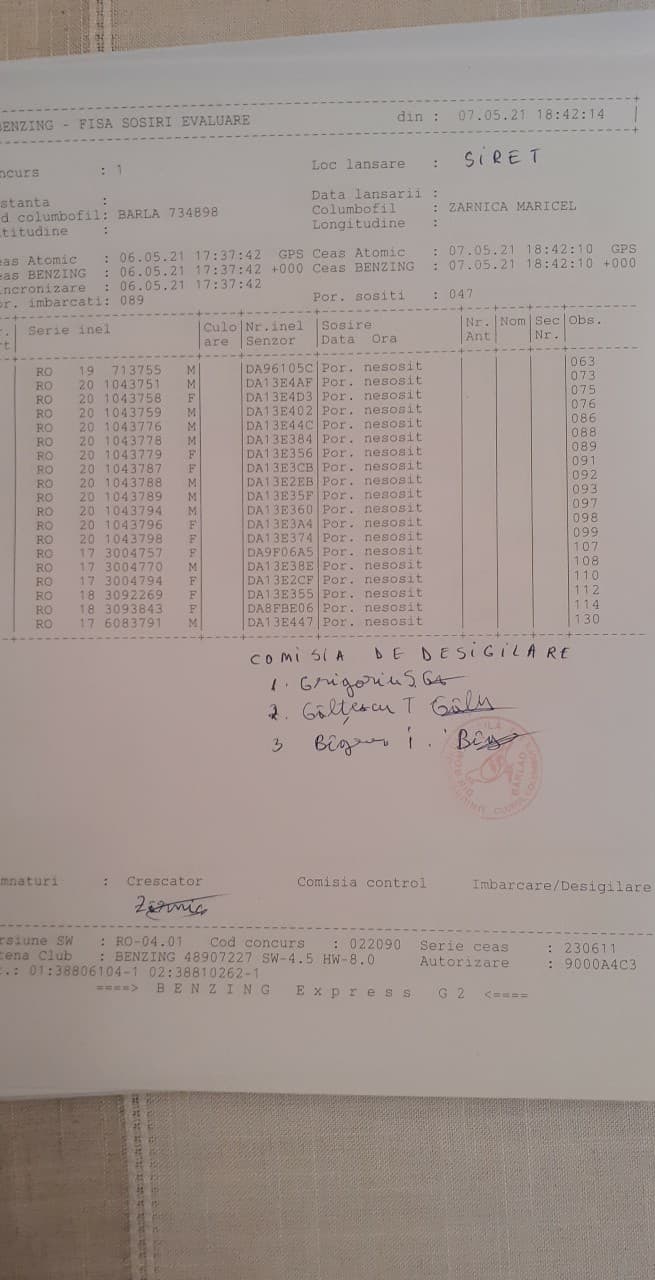 BENZING - FISA SOSIRI EVALUARE din : 07.05.21 18:42:14
ncurs : 1 Loc lansare : SIRET
stanta : Data lansarii :
d columbofil: BARLA 734898 Columbofil : ZARNICA MARICEL
titudine : Longitudine :
eas Atomic : 06.05.21 17:37:42 GPS Ceas Atomic : 07.05.21 18:42:10 GPS
eas BENZING : 06.05.21 17:37:42 +000 Ceas BENZING : 07.05.21 18:42:10 +000
incronizare : 06.05.21 17:37:42
or. imbarcati: 089 Por. sositi : 047
r. Serie inel Culo Nr.inel Sosire Nr. Nom Sec Obs.
rt are Senzor Data Ora Ant Nr.
RO 19 713755 M DA96105C Por. nesosit 063
RO 20 1043751 M DA13E4AF Por. nesosit 073
RO 20 1043758 F DA13E4D3 Por. nesosit 075
RO 20 1043759 M DA13E402 Por. nesosit 076
RO 20 1043776 M DA13E44C Por. nesosit 086
RO 20 1043778 M DA13E384 Por. nesosit 088
RO 20 1043779 F DA13E356 Por. nesosit 089
RO 20 1043787 F DA13E3CB Por. nesosit 091
RO 20 1043788 M DA13E2EB Por. nesosit 092
RO 20 1043789 M DA13E35F Por. nesosit 093
RO 20 1043794 M DA13E360 Por. nesosit 097
RO 20 1043796 F DA13E3A4 Por. nesosit 098
RO 20 1043798 F DA13E374 Por. nesosit 099
RO 17 3004757 F DA9F06A5 Por. nesosit 107
RO 17 3004770 M DA13E38E Por. nesosit 108
RO 17 3004794 F DA13E2CF Por. nesosit 110
RO 18 3092269 F DA13E355 Por. nesosit 112
RO 18 3093843 F DA8FBE06 Por. nesosit 114
RO 17 6083791 M DA13E447 Por. nesosit 130
COMISIA DE DESIGILARE
1. Grigoriu S.
2. Gâlțescu T
3 i.
BARLAD
mnaturi : Crescator Comisia control Imbarcare/Desigilare
rsiune SW : RO-04.01 Cod concurs : 022090 Serie ceas : 230611
tena Club : BENZING 48907227 SW-4.5 HW-8.0 Autorizare : 9000A4C3
.: 01:38806104-1 02:38810262-1
====> BENZING Express G2 <====